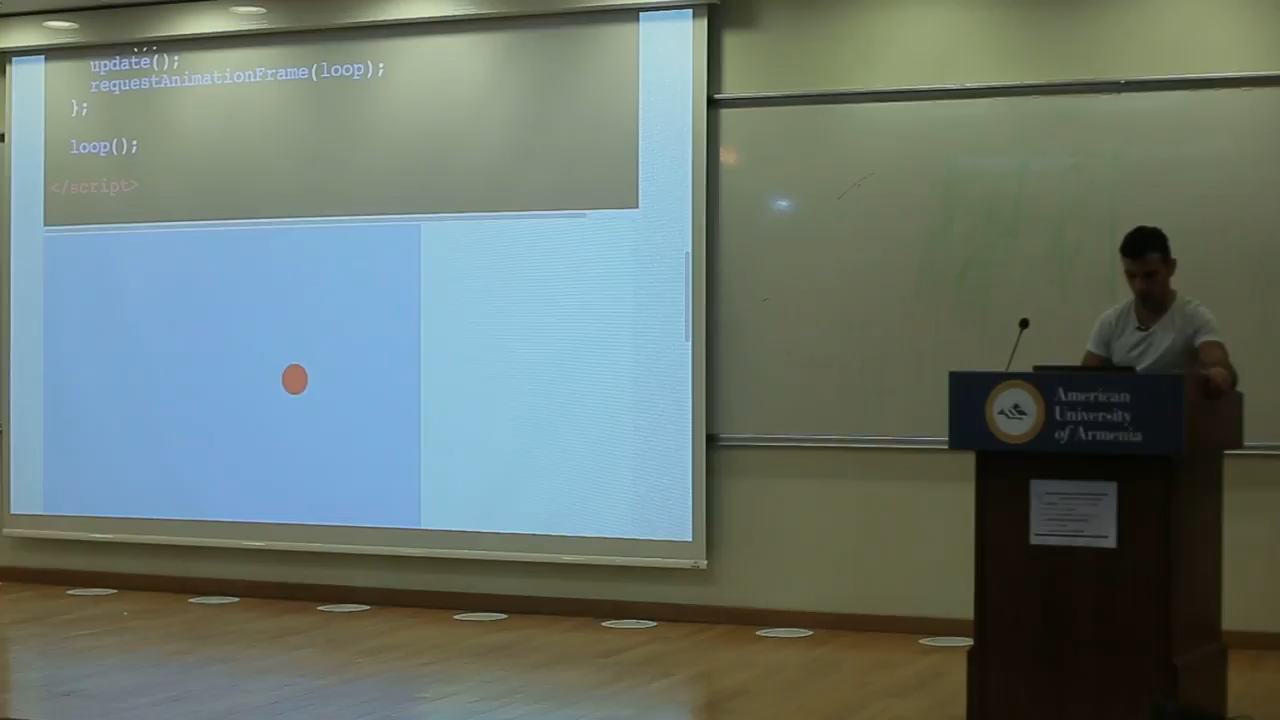 update();
requestAnimationFrame(loop);
};
loop();
</script>
American
University
of Armenia